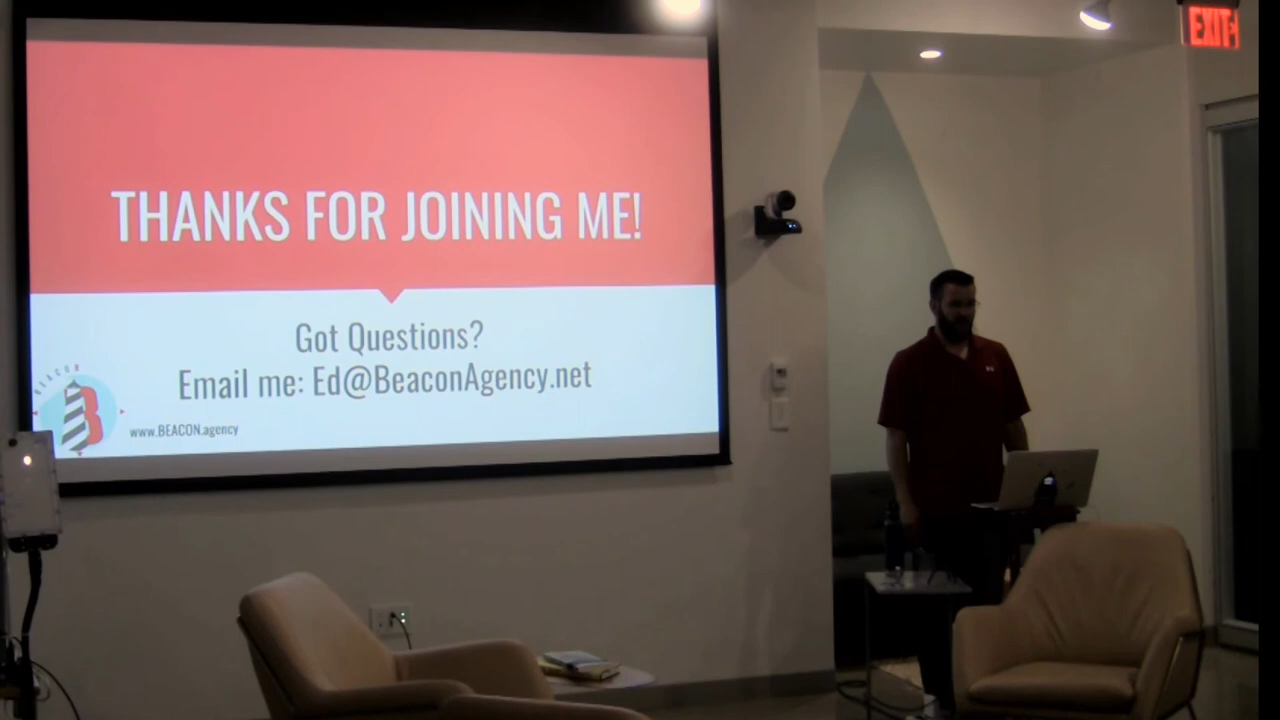 THANKS FOR JOINING ME!
Got Questions?
Email me: Ed@BeaconAgency.net
BEACON
B
www.BEACON.agency
EXIT